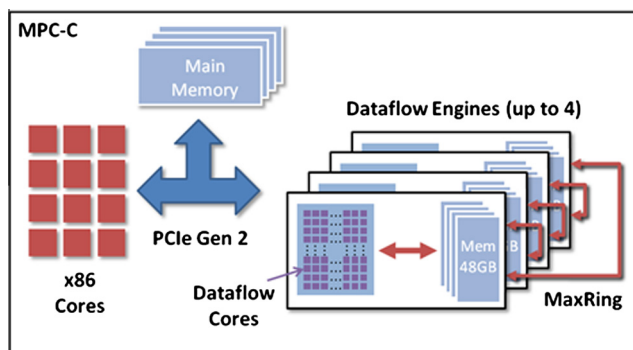 MPC-C
Main
Memory
Dataflow Engines (up to 4)
PCIe Gen 2
x86
Cores
Dataflow
Cores
Mem
48GB
MaxRing